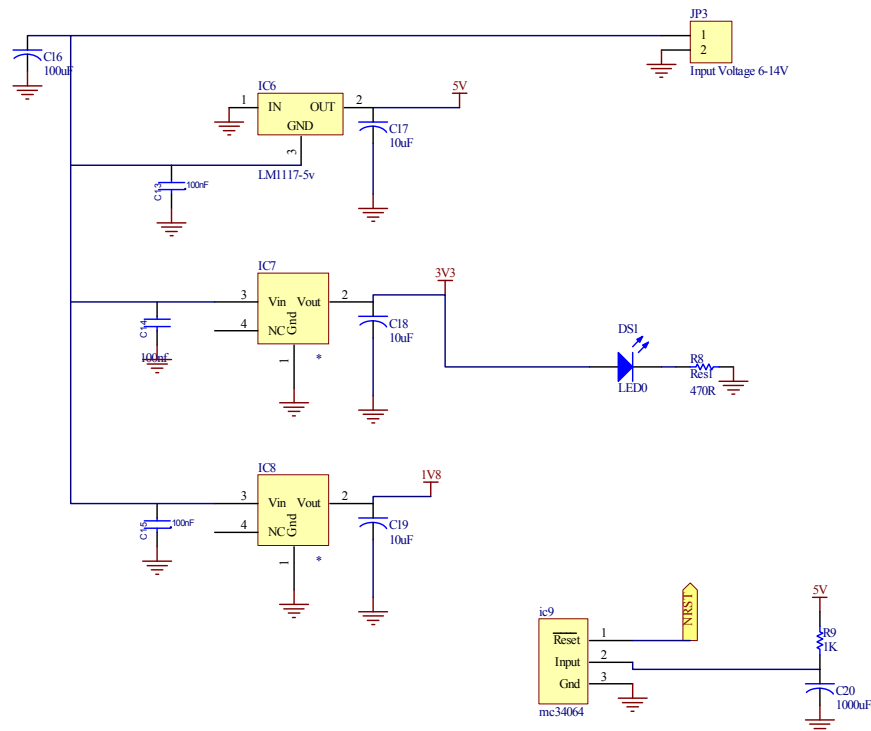 JP3
1
2
Input Voltage 6-14V
C16
100uF
IC6
1
IN
OUT
2
GND
3
LM1117-5v
5V
C17
10uF
C13
100nF
IC7
3
Vin
Vout
2
4
NC
Gnd
1
*
3V3
C18
10uF
C14
100nf
DS1
LED0
R8
Res1
470R
IC8
3
Vin
Vout
2
4
NC
Gnd
1
*
1V8
C19
10uF
C15
100nF
ic9
Reset
1
Input
2
Gnd
3
mc34064
NRST
5V
R9
1K
C20
1000uF